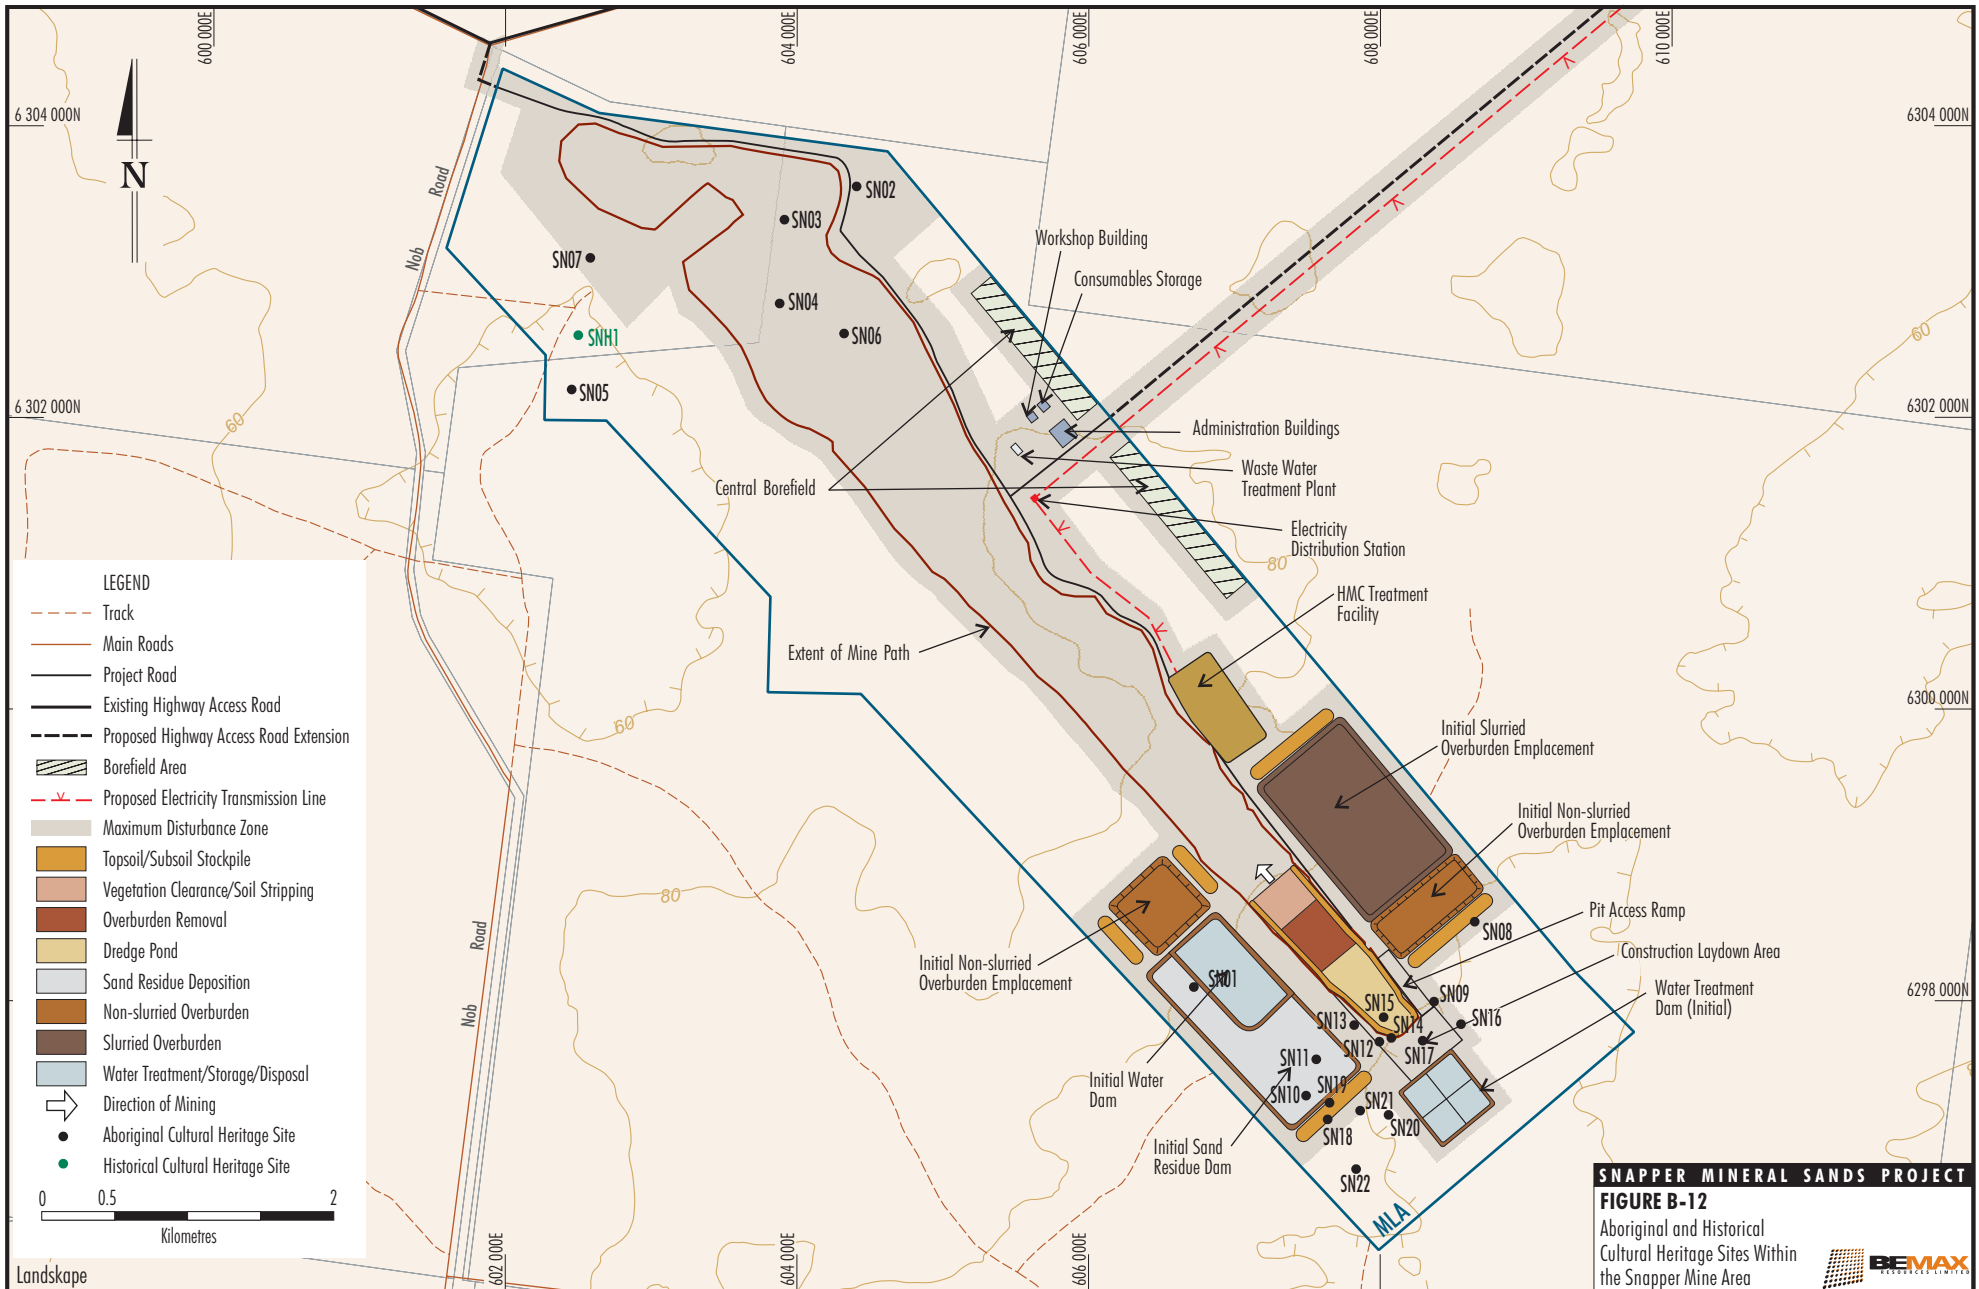 600 000E
604 000E
606 000E
608 000E
610 000E
6 304 000N
6304 000N
N
Road
Nob
SN02
SN03
SN07
SN04
SN06
SNH1
SN05
Workshop Building
Consumables Storage
60
6 302 000N
6302 000N
60
Administration Buildings
Waste Water
Treatment Plant
Central Borefield
Electricity
Distribution Station
80
HMC Treatment
Facility
Extent of Mine Path
6300 000N
60
Initial Slurried
Overburden Emplacement
Initial Non-slurried
Overburden Emplacement
80
Pit Access Ramp
SN08
Construction Laydown Area
Road
Nob
Initial Non-slurried
Overburden Emplacement
SN01
Water Treatment
Dam (Initial)
6298 000N
SN09
SN15
SN16
SN13
SN14
SN12
SN17
SN11
SN19
SN10
SN21
SN20
SN18
SN22
Initial Water
Dam
Initial Sand
Residue Dam
MLA
LEGEND
Track
Main Roads
Project Road
Existing Highway Access Road
Proposed Highway Access Road Extension
Borefield Area
Proposed Electricity Transmission Line
Maximum Disturbance Zone
Topsoil/Subsoil Stockpile
Vegetation Clearance/Soil Stripping
Overburden Removal
Dredge Pond
Sand Residue Deposition
Non-slurried Overburden
Slurried Overburden
Water Treatment/Storage/Disposal
Direction of Mining
Aboriginal Cultural Heritage Site
Historical Cultural Heritage Site
0 0.5 2
Kilometres
Landskape
602 000E
604 000E
606 000E
SNAPPER MINERAL SANDS PROJECT
FIGURE B-12
Aboriginal and Historical
Cultural Heritage Sites Within
the Snapper Mine Area
BEMAX
RESOURCES LIMITED